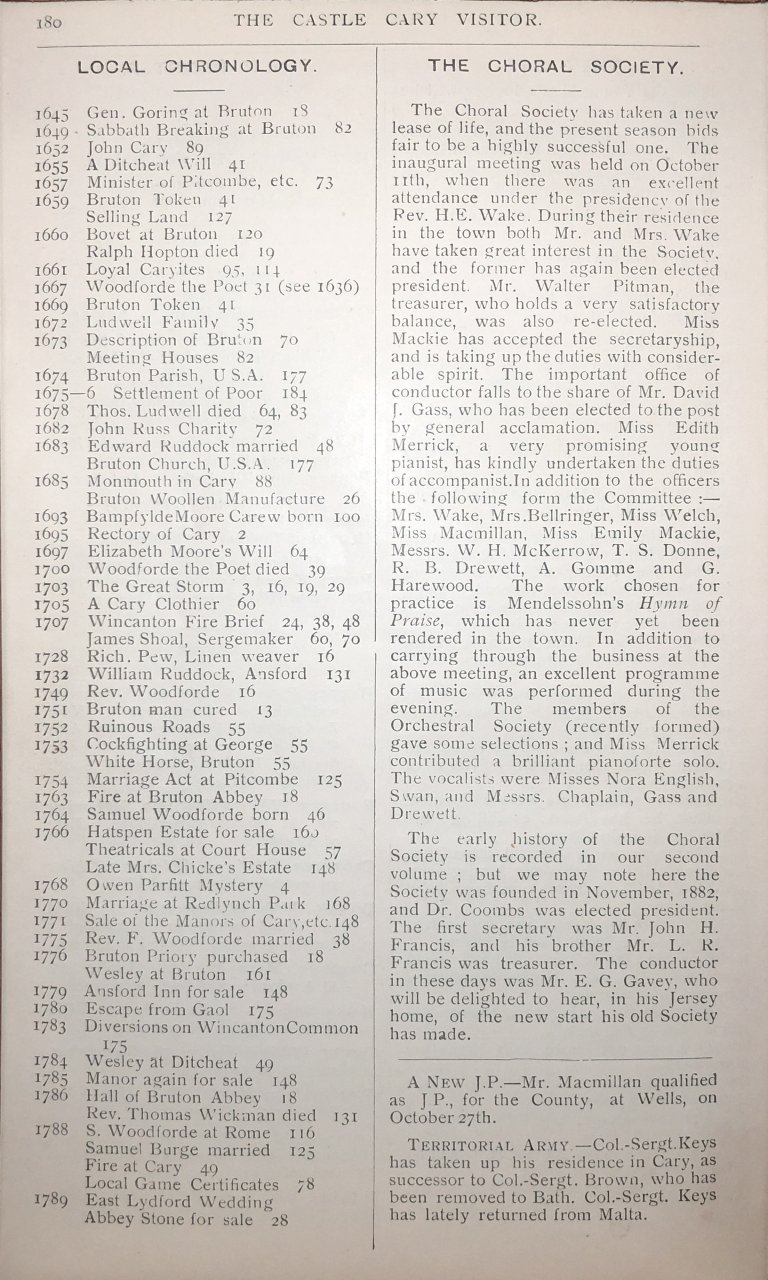 180
THE CASTLE CARY VISITOR.
LOCAL CHRONOLOGY.
1645 Gen. Goring at Bruton 18
1649 Sabbath Breaking at Bruton 82
1652 John Cary 89
1655 A Ditcheat Will 41
1657 Minister of Pitcombe, etc. 73
1659 Bruton Token 41
Selling Land 127
1660 Bovet at Bruton 120
Ralph Hopton died 19
1661 Loyal Caryites 95, 114
1667 Woodforde the Poet 31 (see 1636)
1669 Bruton Token 41
1672 Ludwell Family 35
1673 Description of Bruton 70
Meeting Houses 82
1674 Bruton Parish, U S.A. 177
1675—6 Settlement of Poor 184
1678 Thos. Ludwell died 64, 83
1682 John Russ Charity 72
1683 Edward Ruddock married 48
Bruton Church, U.S.A. 177
1685 Monmouth in Cary 88
Bruton Woollen Manufacture 26
1693 Bampfylde Moore Carew born 100
1695 Rectory of Cary 2
1697 Elizabeth Moore's Will 64
1700 Woodforde the Poet died 39
1703 The Great Storm 3, 16, 19, 29
1705 A Cary Clothier 60
1707 Wincanton Fire Brief 24, 38, 48
James Shoal, Sergemaker 60, 70
1728 Rich. Pew, Linen weaver 16
1732 William Ruddock, Ansford 131
1749 Rev. Woodforde 16
1751 Bruton man cured 13
1752 Ruinous Roads 55
1753 Cockfighting at George 55
White Horse, Bruton 55
1754 Marriage Act at Pitcombe 125
1763 Fire at Bruton Abbey 18
1764 Samuel Woodforde born 46
1766 Hatspen Estate for sale 160
Theatricals at Court House 57
Late Mrs. Chicke's Estate 148
1768 Owen Parfitt Mystery 4
1770 Marriage at Redlynch Park 168
1771 Sale of the Manors of Cary,etc.148
1775 Rev. F. Woodforde married 38
1776 Bruton Priory purchased 18
Wesley at Bruton 161
1779 Ansford Inn for sale 148
1780 Escape from Gaol 175
1783 Diversions on Wincanton Common
175
1784 Wesley at Ditcheat 49
1785 Manor again for sale 148
1786 Hall of Bruton Abbey 18
Rev. Thomas Wickman died 131
1788 S. Woodforde at Rome 116
Samuel Burge married 125
Fire at Cary 49
Local Game Certificates 78
1789 East Lydford Wedding
Abbey Stone for sale 28
THE CHORAL SOCIETY.
The Choral Society has taken a new
lease of life, and the present season bids
fair to be a highly successful one. The
inaugural meeting was held on October
11th, when there was an excellent
attendance under the presidency of the
Rev. H.E. Wake. During their residence
in the town both Mr. and Mrs. Wake
have taken great interest in the Society,
and the former has again been elected
president. Mr. Walter Pitman, the
treasurer, who holds a very satisfactory
balance, was also re-elected. Miss
Mackie has accepted the secretaryship,
and is taking up the duties with consider-
able spirit. The important office of
conductor falls to the share of Mr. David
J. Gass, who has been elected to the post
by general acclamation. Miss Edith
Merrick, a very promising young
pianist, has kindly undertaken the duties
of accompanist. In addition to the officers
the following form the Committee :—
Mrs. Wake, Mrs. Bellringer, Miss Welch,
Miss Macmillan, Miss Emily Mackie,
Messrs. W. H. McKerrow, T. S. Donne,
R. B. Drewett, A. Gomme and G.
Harewood. The work chosen for
practice is Mendelssohn's Hymn of
Praise, which has never yet been
rendered in the town. In addition to
carrying through the business at the
above meeting, an excellent programme
of music was performed during the
evening. The members of the
Orchestral Society (recently formed)
gave some selections ; and Miss Merrick
contributed a brilliant pianoforte solo.
The vocalists were Misses Nora English,
Swan, and Messrs. Chaplain, Gass and
Drewett.
The early history of the Choral
Society is recorded in our second
volume ; but we may note here the
Society was founded in November, 1882,
and Dr. Coombs was elected president.
The first secretary was Mr. John H.
Francis, and his brother Mr. L. R.
Francis was treasurer. The conductor
in these days was Mr. E. G. Gavey, who
will be delighted to hear, in his Jersey
home, of the new start his old Society
has made.
A NEW J.P.—Mr. Macmillan qualified
as J P., for the County, at Wells, on
October 27th.
TERRITORIAL ARMY.—Col.-Sergt. Keys
has taken up his residence in Cary, as
successor to Col.-Sergt. Brown, who has
been removed to Bath. Col.-Sergt. Keys
has lately returned from Malta.